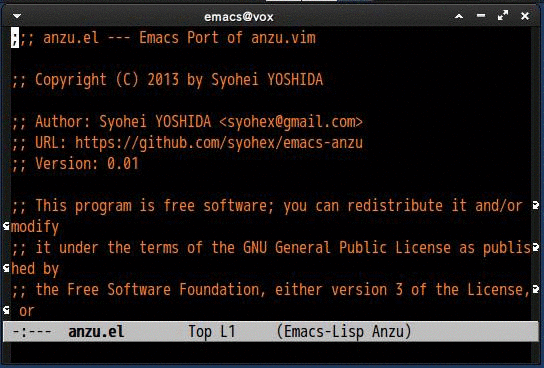 emacs@vox
;;; anzu.el --- Emacs Port of anzu.vim
;; Copyright (C) 2013 by Syohei YOSHIDA
;; Author: Syohei YOSHIDA <syohex@gmail.com>
;; URL: https://github.com/syohex/emacs-anzu
;; Version: 0.01
;; This program is free software; you can redistribute it and/or
modify
;; it under the terms of the GNU General Public License as publis
hed by
;; the Free Software Foundation, either version 3 of the License,
or
-:---  anzu.el       Top L1     (Emacs-Lisp Anzu)